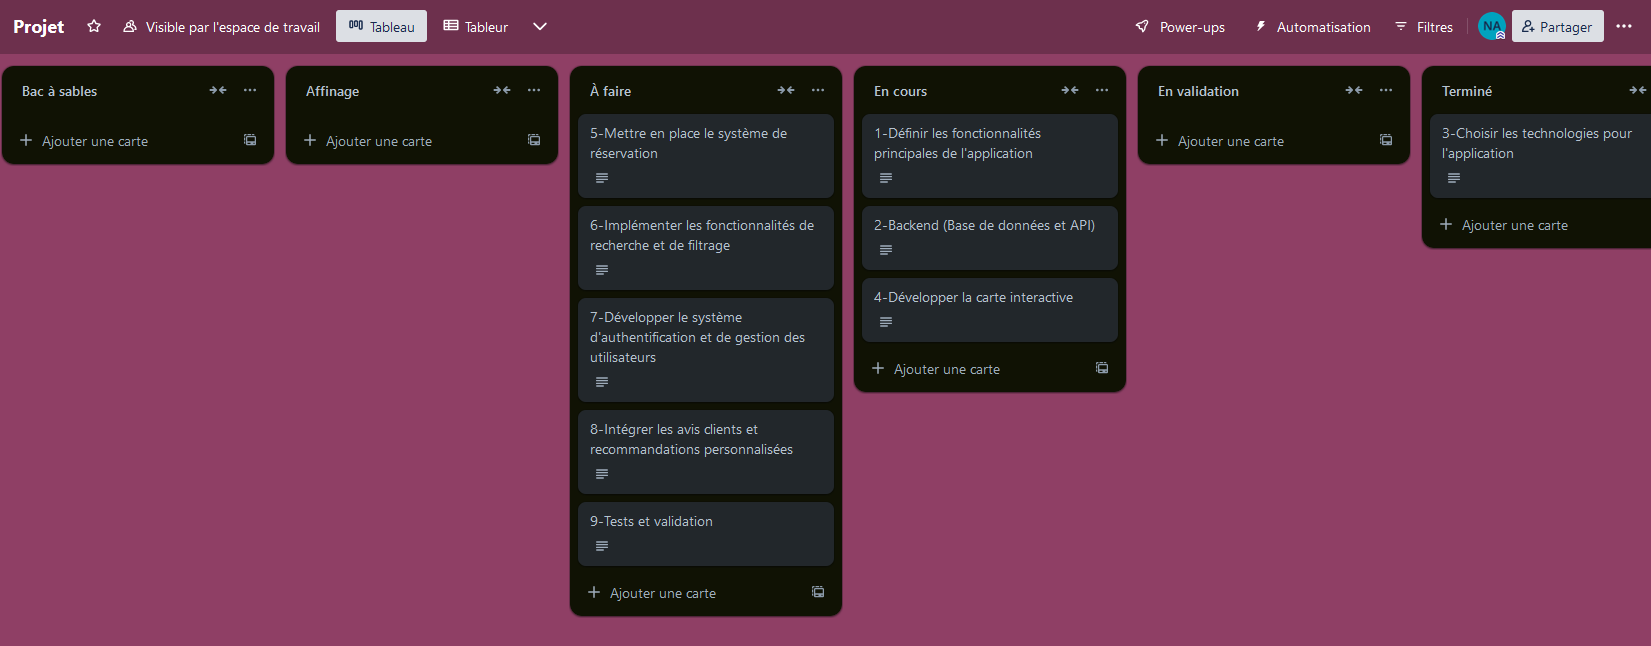 Projet
Visible par l'espace de travail
Tableau
Tableur
Power-ups
Automatisation
Filtres
NA
Partager
Bac à sables
Ajouter une carte
Affinage
Ajouter une carte
À faire
5-Mettre en place le système de
réservation
6-Implémenter les fonctionnalités de
recherche et de filtrage
7-Développer le système
d'authentification et de gestion des
utilisateurs
8-Intégrer les avis clients et
recommandations personnalisées
9-Tests et validation
Ajouter une carte
En cours
1-Définir les fonctionnalités
principales de l'application
2-Backend (Base de données et API)
4-Développer la carte interactive
Ajouter une carte
En validation
Ajouter une carte
Terminé
3-Choisir les technologies pour
l'application
Ajouter une carte